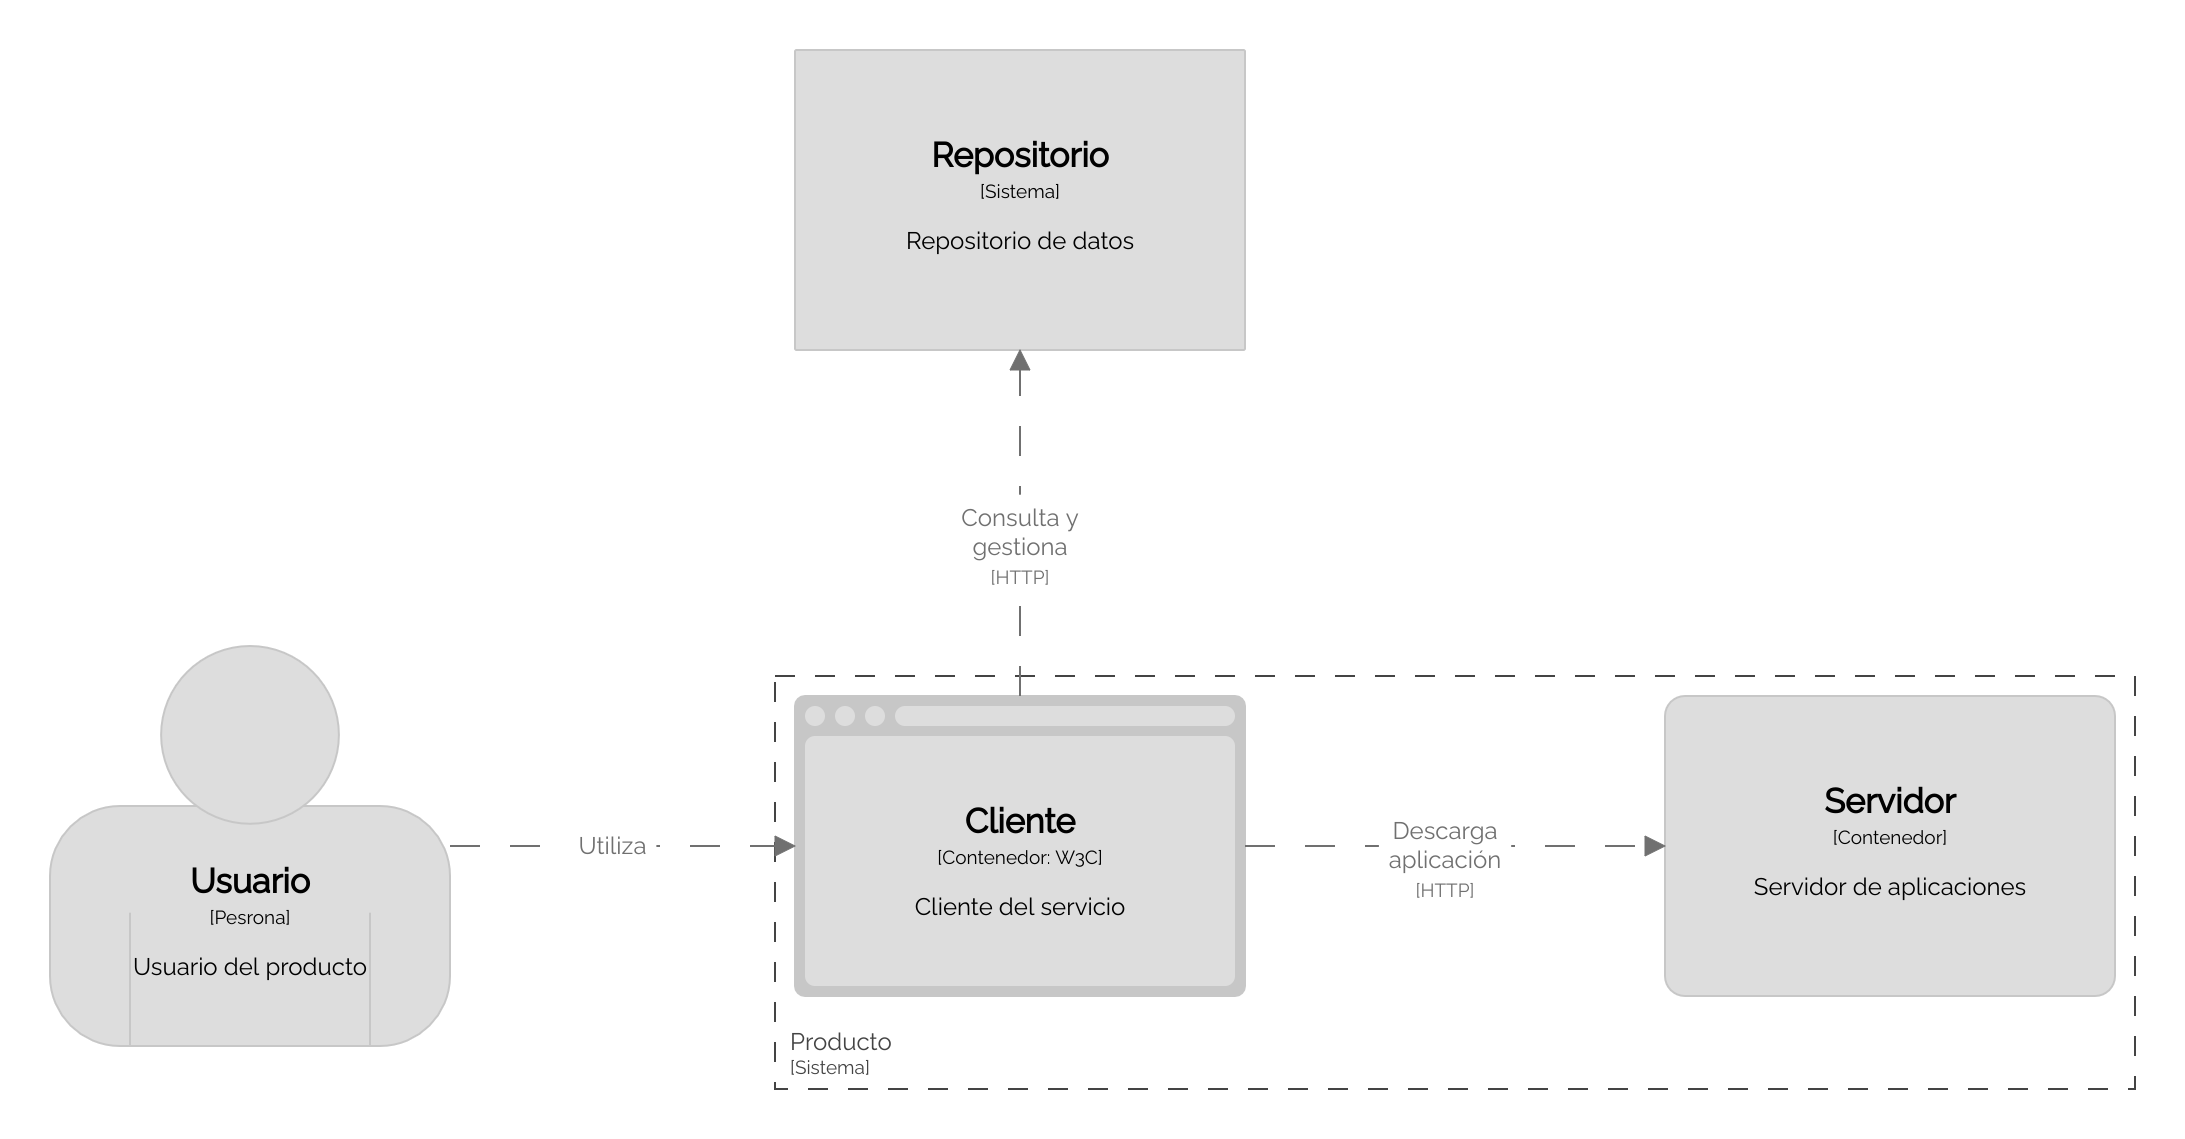 Repositorio
[Sistema]
Repositorio de datos
Consulta y
gestiona
[HTTP]
Usuario
[Pesrona]
Usuario del producto
Utiliza
Cliente
[Contenedor: W3C]
Cliente del servicio
Descarga
aplicación
[HTTP]
Servidor
[Contenedor]
Servidor de aplicaciones
Producto
[Sistema]